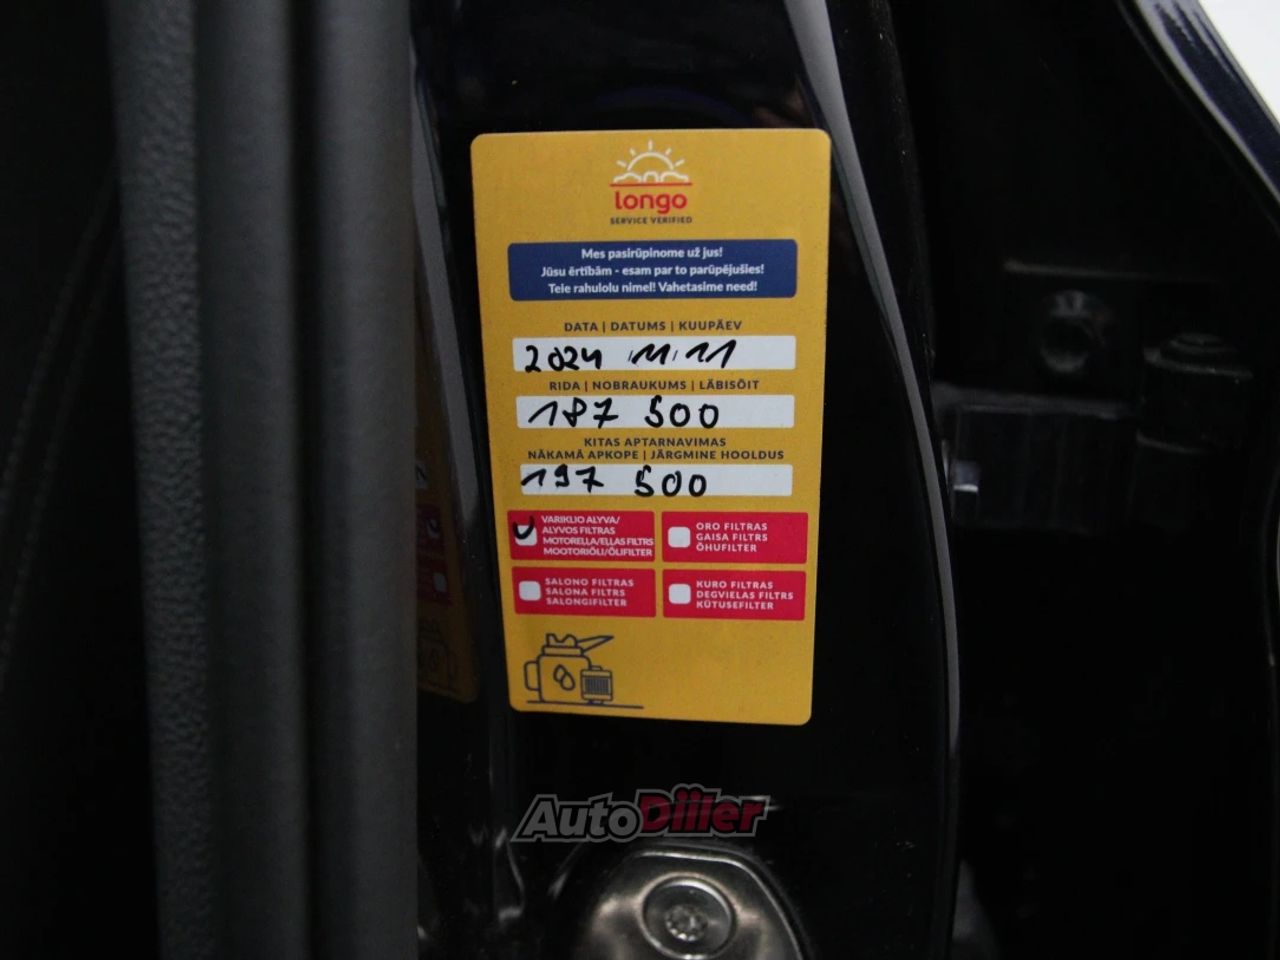 longo
SERVICE VERIFIED
Mes pasirūpinome už jus!
Jūsu ērtībām - esam par to parūpējušies!
Teie rahulolu nimel! Vahetasime need!
DATA | DATUMS | KUUPÄEV
2024 11 11
RIDA | NOBRAUKUMS | LÄBISÕIT
187 500
KITAS APTARNAVIMAS
NĀKAMĀ APKOPE | JÄRGMINE HOOLDUS
197 500
VARIKLIO ALYVA/
ALYVOS FILTRAS
MOTORELLA/ELLAS FILTRS
MOOTORIÕLI/ÕLIFILTER
ORO FILTRAS
GAISA FILTRS
ÕHUFILTER
SALONO FILTRAS
SALONA FILTRS
SALONGIFILTER
KURO FILTRAS
DEGVIELAS FILTRS
KÜTUSEFILTER
AutoDiiler